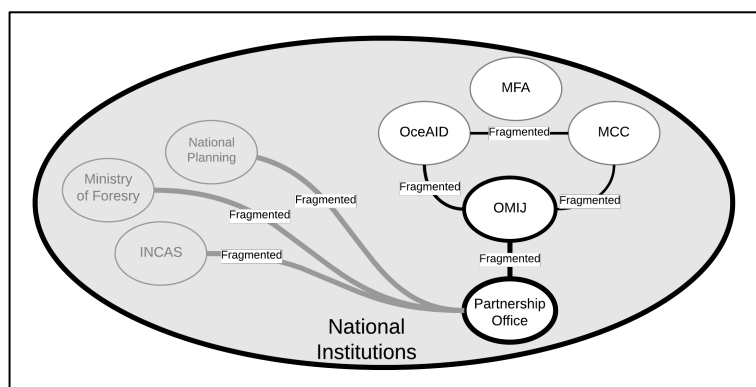 MFA
OceAID
Fragmented
MCC
National
Planning
Ministry
of Foresry
Fragmented
Fragmented
Fragmented
Fragmented
OMIJ
INCAS
Fragmented
Fragmented
Partnership
Office
National
Institutions